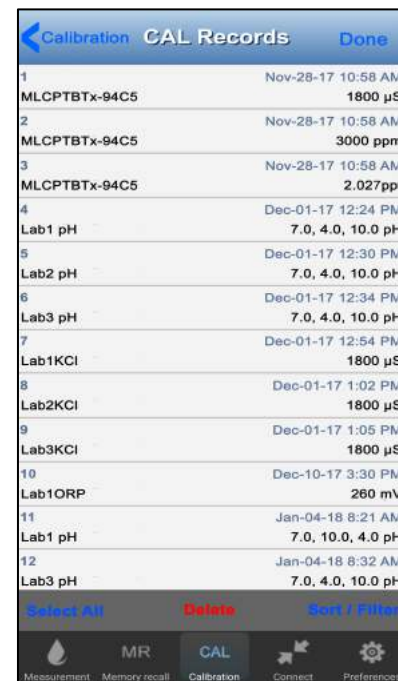 Calibration CAL Records Done
1 Nov-28-17 10:58 AM
MLCPTBTx-94C5 1800 µS
2 Nov-28-17 10:58 AM
MLCPTBTx-94C5 3000 ppm
3 Nov-28-17 10:58 AM
MLCPTBTx-94C5 2.027pp
4 Dec-01-17 12:24 PM
Lab1 pH 7.0, 4.0, 10.0 pH
5 Dec-01-17 12:30 PM
Lab2 pH 7.0, 4.0, 10.0 pH
6 Dec-01-17 12:34 PM
Lab3 pH 7.0, 4.0, 10.0 pH
7 Dec-01-17 12:54 PM
Lab1KCl 1800 µS
8 Dec-01-17 1:02 PM
Lab2KCl 1800 µS
9 Dec-01-17 1:05 PM
Lab3KCl 1800 µS
10 Dec-10-17 3:30 PM
Lab1ORP 260 mV
11 Jan-04-18 8:21 AM
Lab1 pH 7.0, 10.0, 4.0 pH
12 Jan-04-18 8:32 AM
Lab3 pH 7.0, 4.0, 10.0 pH
Select All Delete Sort / Filter
MR CAL
Measurement Memory recall Calibration Connect Preferences